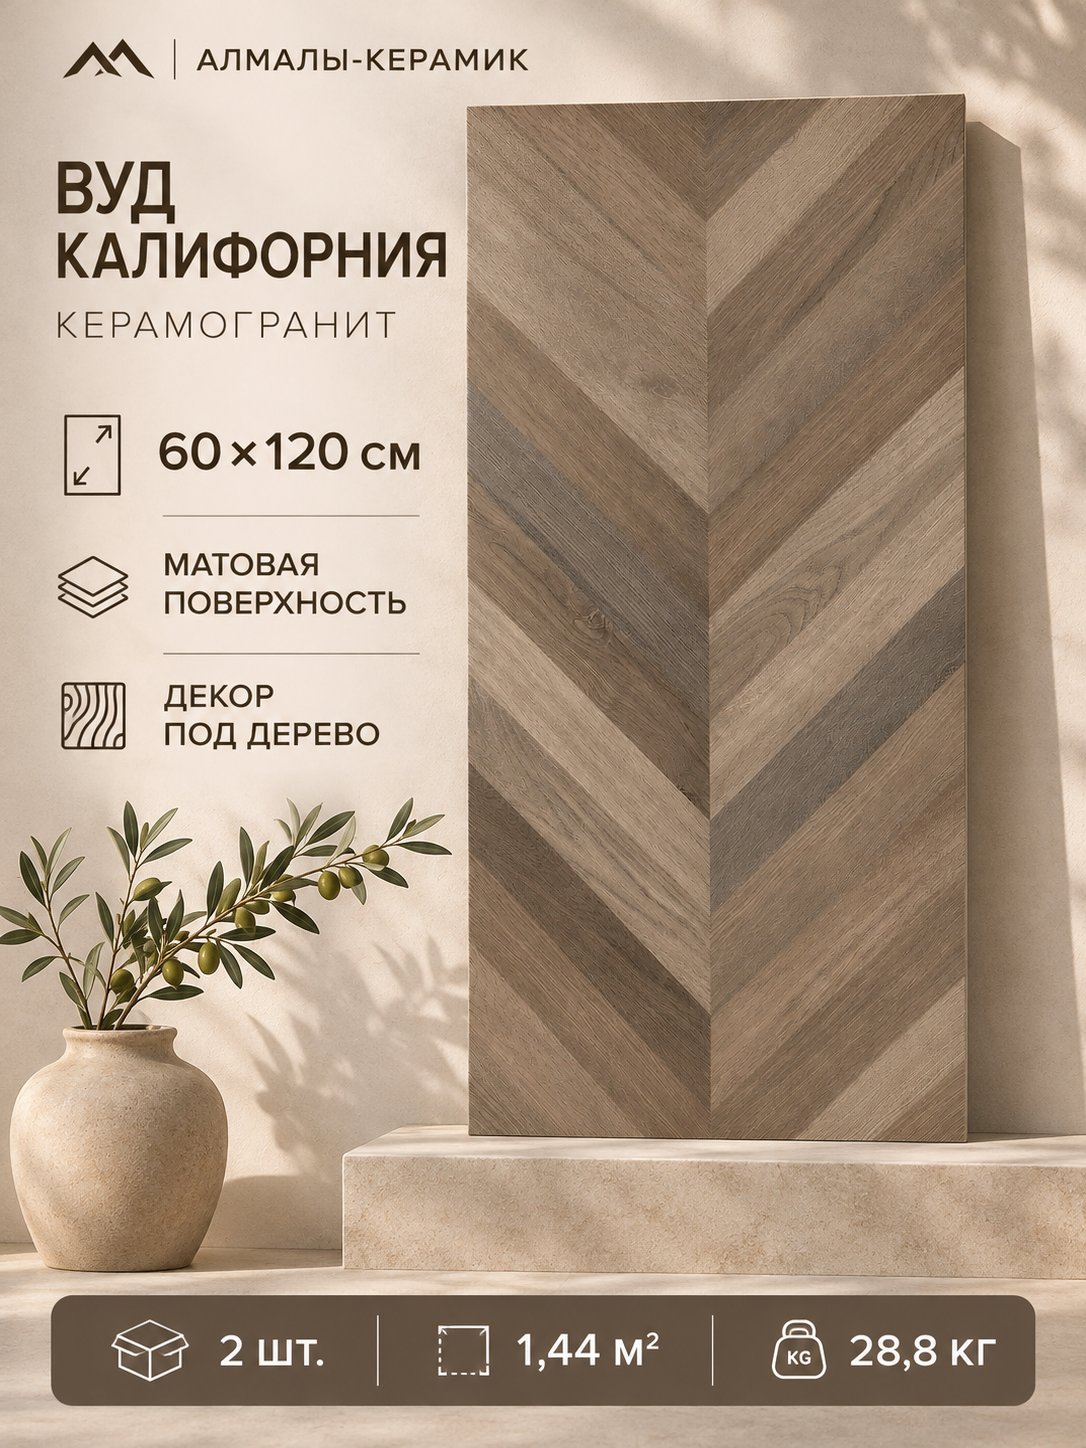 АЛМАЛЫ-КЕРАМИК
ВУД
КАЛИФОРНИЯ
КЕРАМОГРАНИТ
60×120 см
МАТОВАЯ
ПОВЕРХНОСТЬ
ДЕКОР
ПОД ДЕРЕВО
2 шт.
1,44 м²
KG
28,8 кг